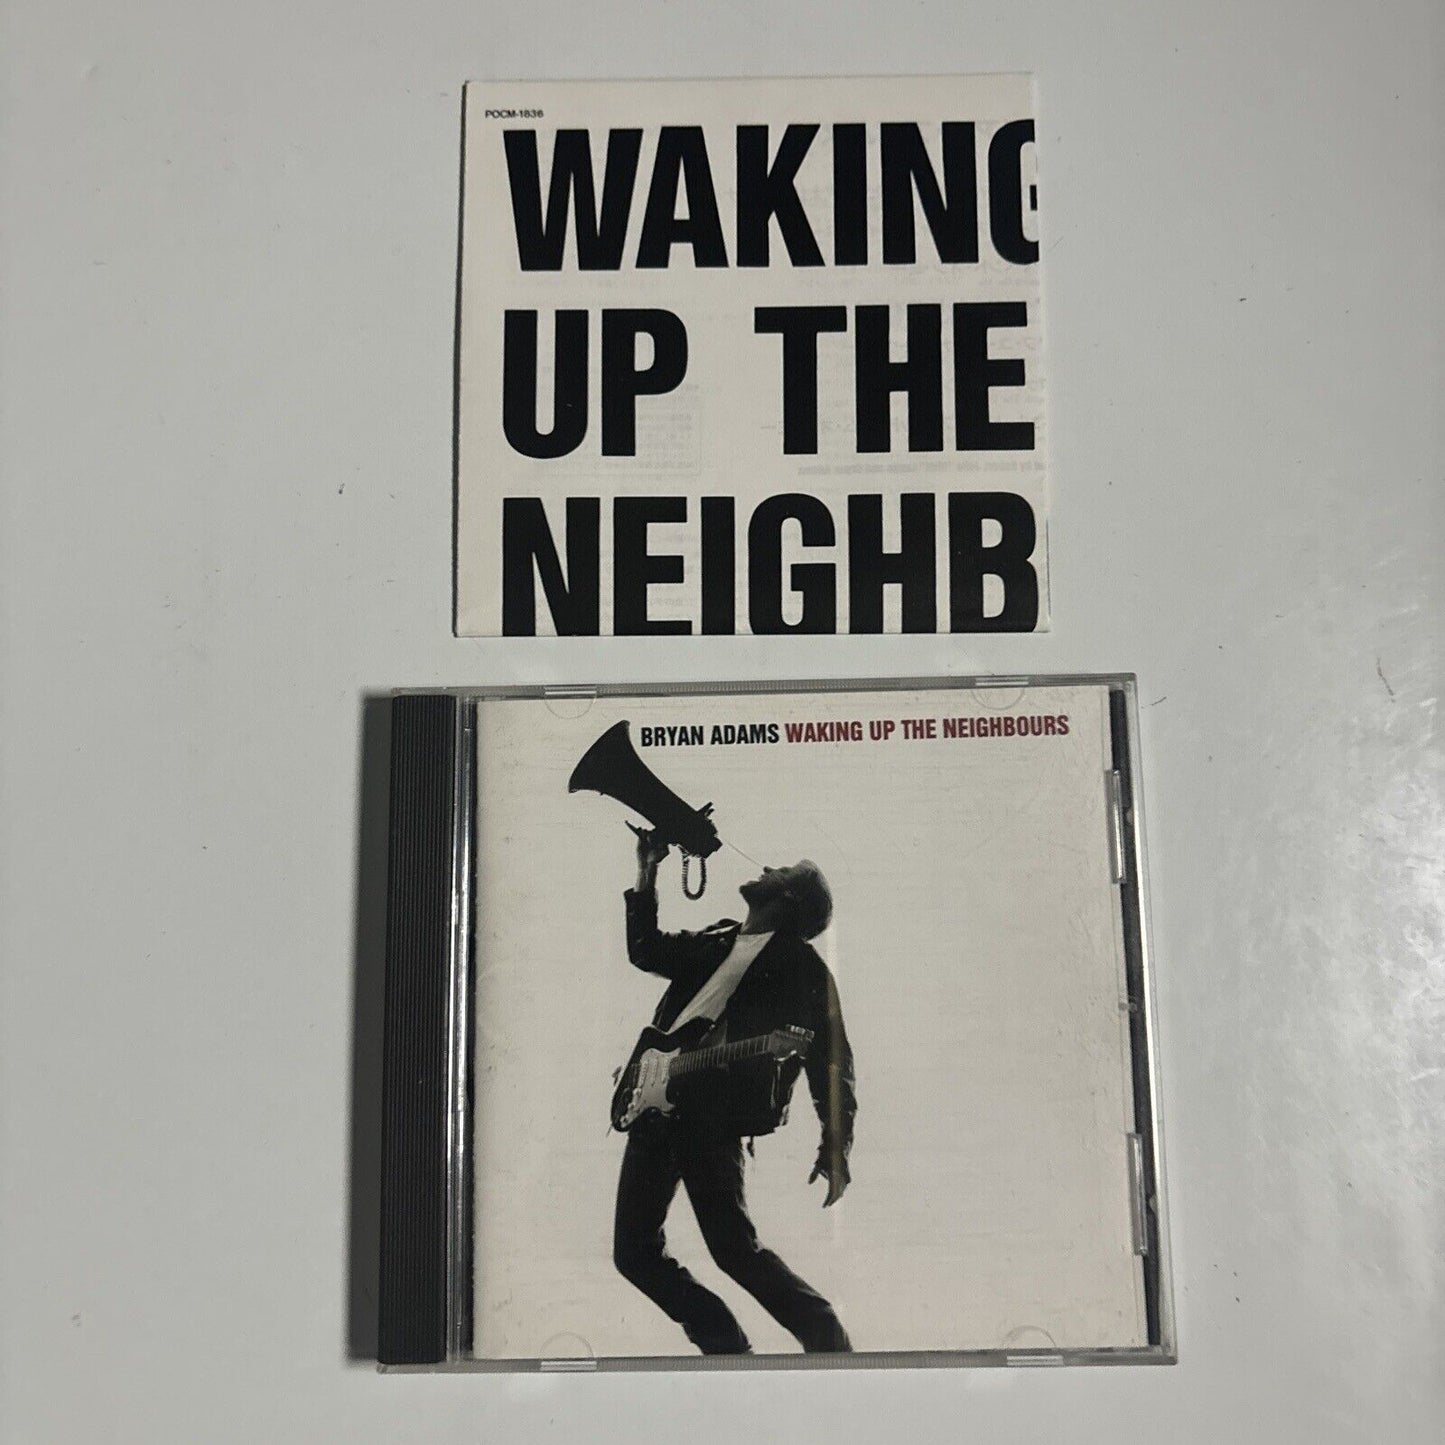 POCM-1836
WAKING
UP THE
NEIGHB
BRYAN ADAMS WAKING UP THE NEIGHBOURS